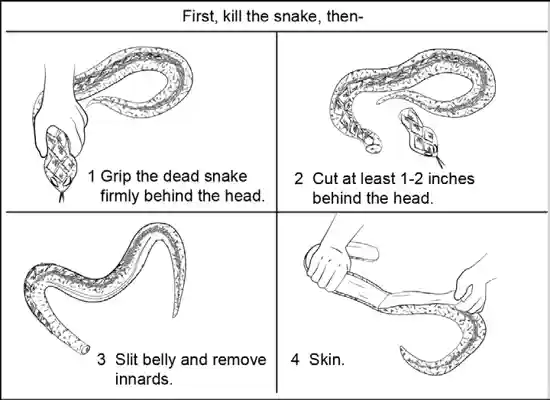 First, kill the snake, then-
1 Grip the dead snake
firmly behind the head.
2 Cut at least 1-2 inches
behind the head.
3 Slit belly and remove
innards.
4 Skin.